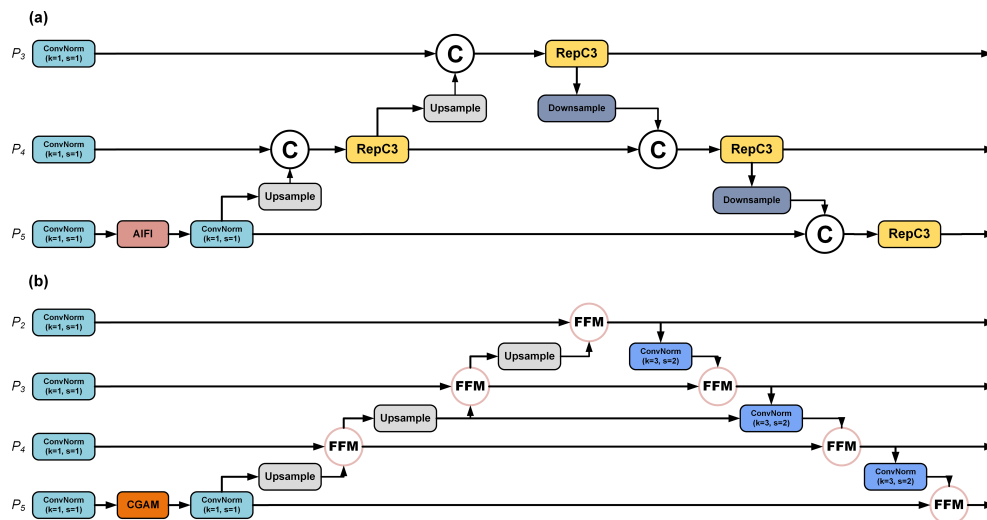 (a)
P3
ConvNorm
(k=1, s=1)
C
RepC3
Upsample
Downsample
P4
ConvNorm
(k=1, s=1)
C
RepC3
C
RepC3
Upsample
Downsample
P5
ConvNorm
(k=1, s=1)
AIFI
ConvNorm
(k=1, s=1)
C
RepC3
(b)
P2
ConvNorm
(k=1, s=1)
FFM
Upsample
ConvNorm
(k=3, s=2)
P3
ConvNorm
(k=1, s=1)
FFM
FFM
Upsample
ConvNorm
(k=3, s=2)
P4
ConvNorm
(k=1, s=1)
FFM
FFM
Upsample
ConvNorm
(k=3, s=2)
P5
ConvNorm
(k=1, s=1)
CGAM
ConvNorm
(k=1, s=1)
FFM